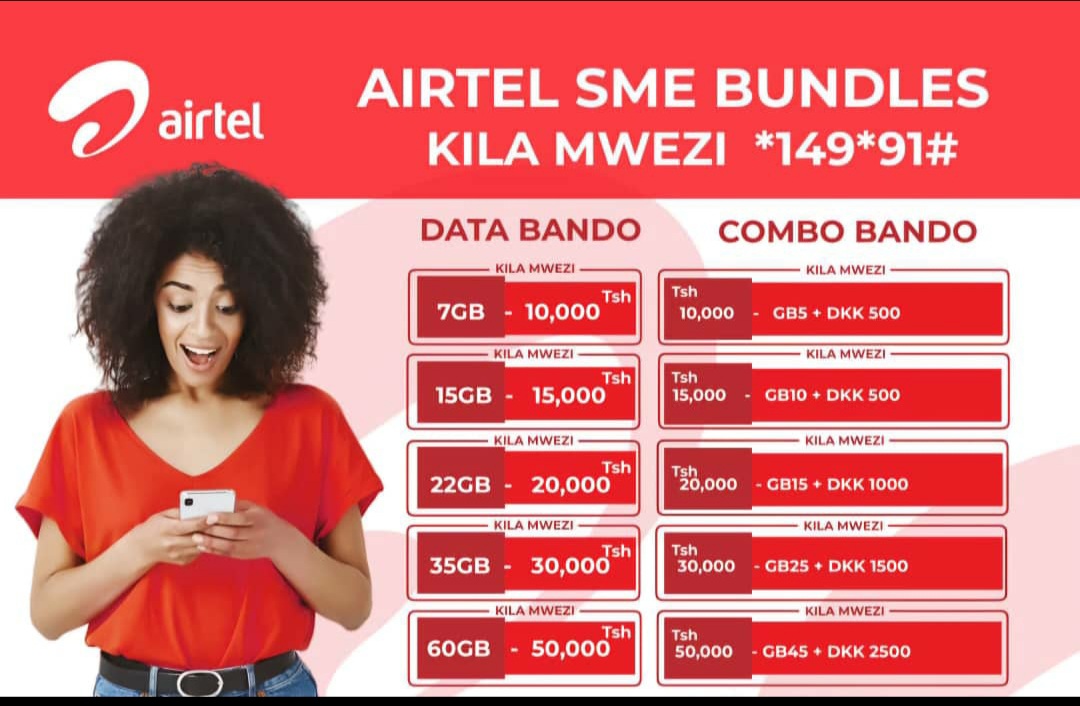 airtel
AIRTEL SME BUNDLES
KILA MWEZI *149*91#
DATA BANDO
KILA MWEZI
7GB - 10,000 Tsh
KILA MWEZI
15GB - 15,000 Tsh
KILA MWEZI
22GB - 20,000 Tsh
KILA MWEZI
35GB - 30,000 Tsh
KILA MWEZI
60GB - 50,000 Tsh
COMBO BANDO
KILA MWEZI
Tsh
10,000 - GB5 + DKK 500
KILA MWEZI
Tsh
15,000 - GB10 + DKK 500
KILA MWEZI
Tsh
20,000 - GB15 + DKK 1000
KILA MWEZI
Tsh
30,000 - GB25 + DKK 1500
KILA MWEZI
Tsh
50,000 - GB45 + DKK 2500